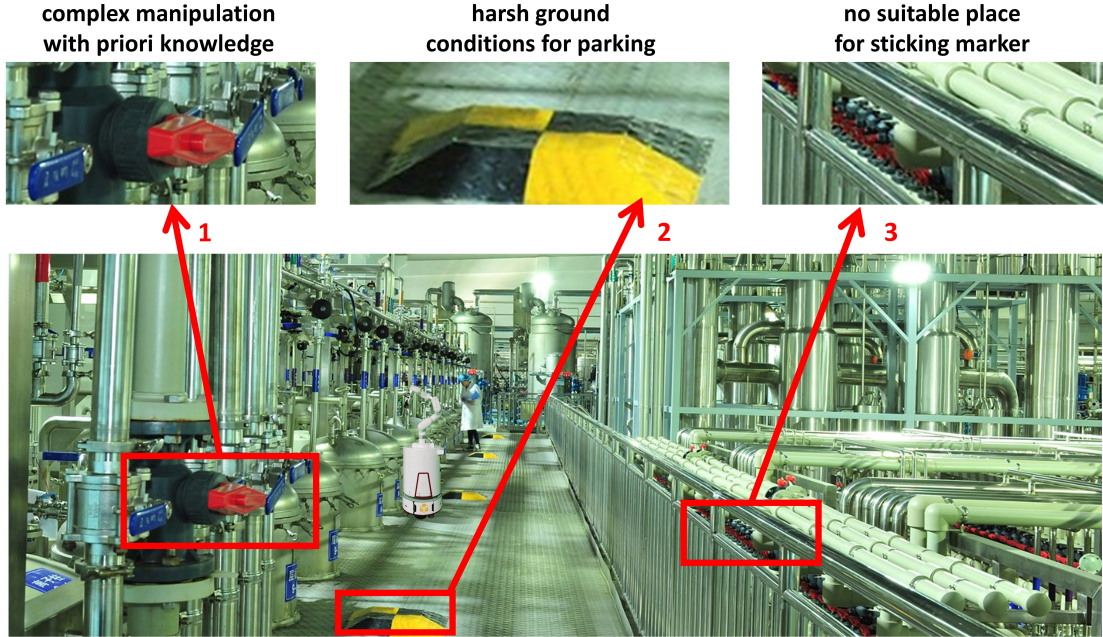 complex manipulation
with priori knowledge
harsh ground
conditions for parking
no suitable place
for sticking marker
1
2
3